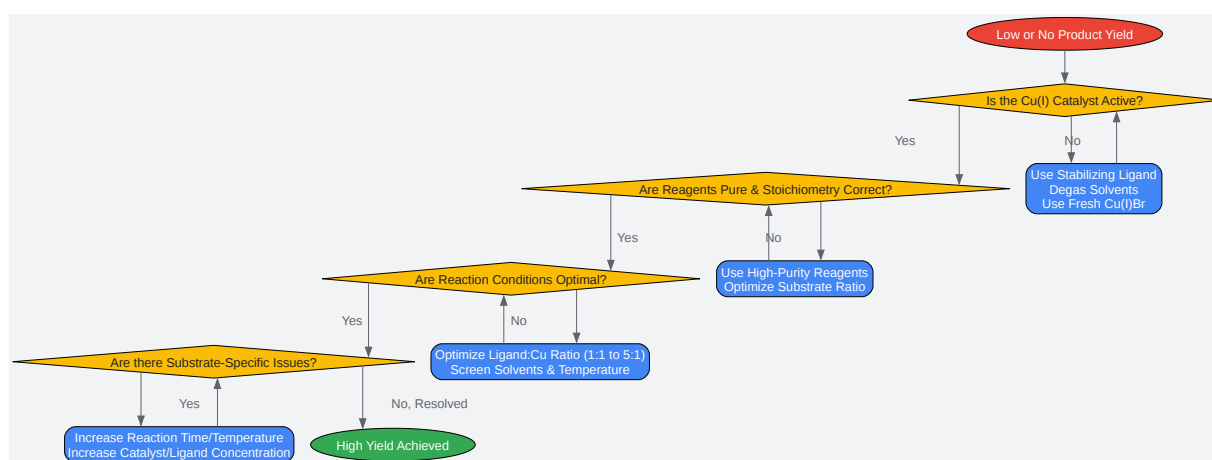 Low or No Product Yield
Is the Cu(I) Catalyst Active?
Yes
No
Use Stabilizing Ligand
Degas Solvents
Use Fresh Cu(I)Br
Are Reagents Pure & Stoichiometry Correct?
Yes
No
Use High-Purity Reagents
Optimize Substrate Ratio
Are Reaction Conditions Optimal?
Yes
No
Optimize Ligand:Cu Ratio (1:1 to 5:1)
Screen Solvents & Temperature
Are there Substrate-Specific Issues?
Yes
No, Resolved
Increase Reaction Time/Temperature
Increase Catalyst/Ligand Concentration
High Yield Achieved